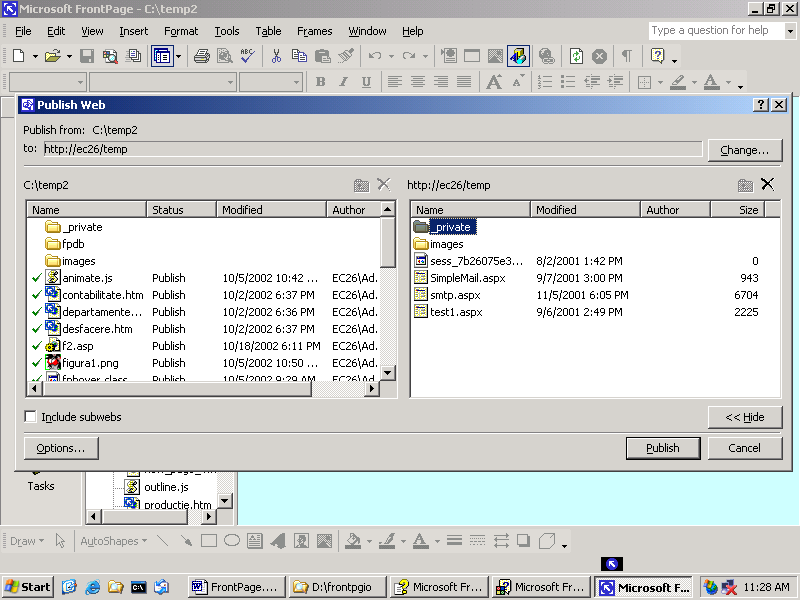 Microsoft FrontPage - C:\temp2
File Edit View Insert Format Tools Table Frames Window Help
Type a question for help
Publish Web
Publish from: C:\temp2
to: http://ec26/temp
Change...
C:\temp2
http://ec26/temp
Name Status Modified Author
_private
fpdb
images
animate.js Publish 10/5/2002 10:42 ... EC26\Ad.
contabilitate.htm Publish 10/2/2002 6:37 PM EC26\Ad.
departamente... Publish 10/2/2002 6:36 PM EC26\Ad.
desfacere.htm Publish 10/2/2002 6:37 PM EC26\Ad.
f2.asp Publish 10/18/2002 6:11 PM EC26\Ad.
figura1.png Publish 10/5/2002 10:50 ... EC26\Ad.
fphover.class Publish 10/5/2002 9:29 AM EC26\Ad.
Name Modified Author Size
_private
images
sess_7b26075e3... 8/2/2001 1:42 PM 0
SimpleMail.aspx 9/7/2001 3:00 PM 943
smtp.aspx 11/5/2001 6:05 PM 6704
test1.aspx 9/6/2001 2:49 PM 2225
Include subwebs
<< Hide
Options...
Publish
Cancel
Tasks
outline.js
productie.htm
Draw
AutoShapes
Start
FrontPage....
D:\frontpgio
Microsoft Fr...
Microsoft Fr...
Microsoft F...
11:28 AM